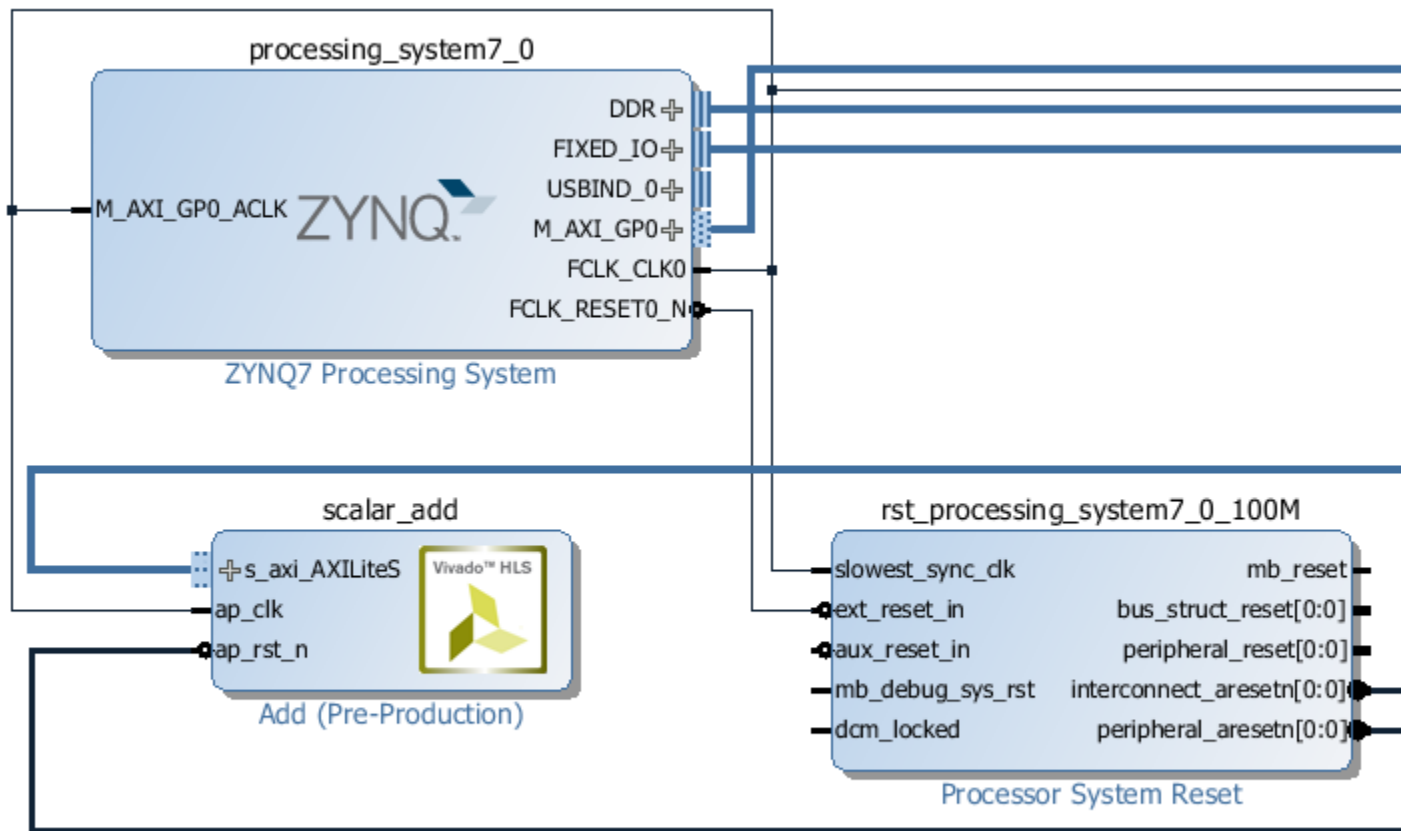 processing_system7_0
DDR
FIXED_IO
USBIND_0
M_AXI_GP0_ACLK
ZYNQ
M_AXI_GP0
FCLK_CLK0
FCLK_RESET0_N
ZYNQ7 Processing System
scalar_add
s_axi_AXILiteS
ap_clk
ap_rst_n
Vivado™ HLS
Add (Pre-Production)
rst_processing_system7_0_100M
slowest_sync_clk
mb_reset
ext_reset_in
bus_struct_reset[0:0]
aux_reset_in
peripheral_reset[0:0]
mb_debug_sys_rst
interconnect_aresetn[0:0]
dcm_locked
peripheral_aresetn[0:0]
Processor System Reset